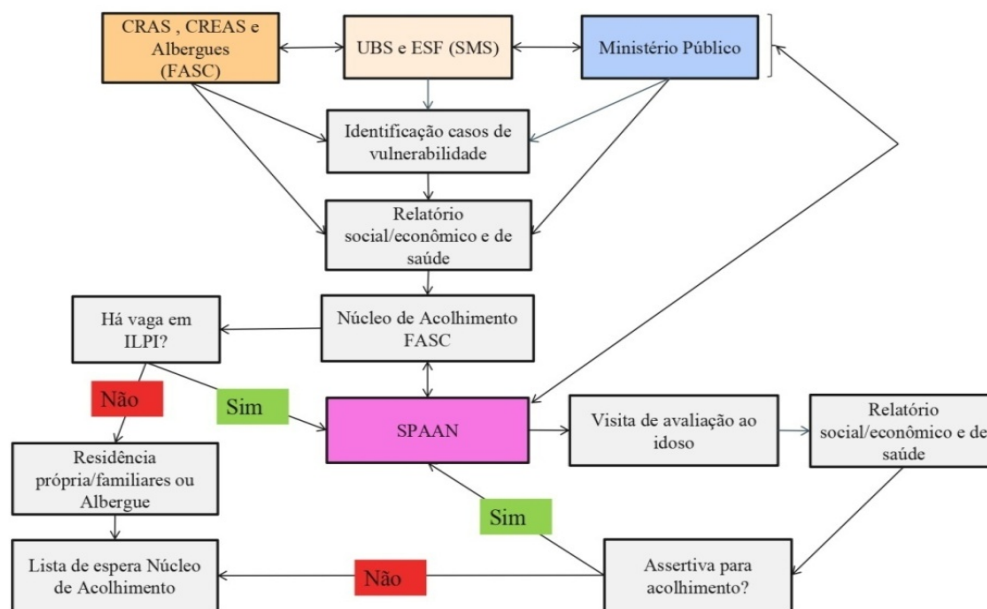 CRAS , CREAS e
Albergues
(FASC)
UBS e ESF (SMS)
Ministério Público
Identificação casos de
vulnerabilidade
Relatório
social/econômico e de
saúde
Há vaga em
ILPI?
Núcleo de Acolhimento
FASC
Não
Sim
SPAAN
Visita de avaliação ao
idoso
Relatório
social/econômico e de
saúde
Residência
própria/familiares ou
Albergue
Sim
Lista de espera Núcleo
de Acolhimento
Não
Assertiva para
acolhimento?